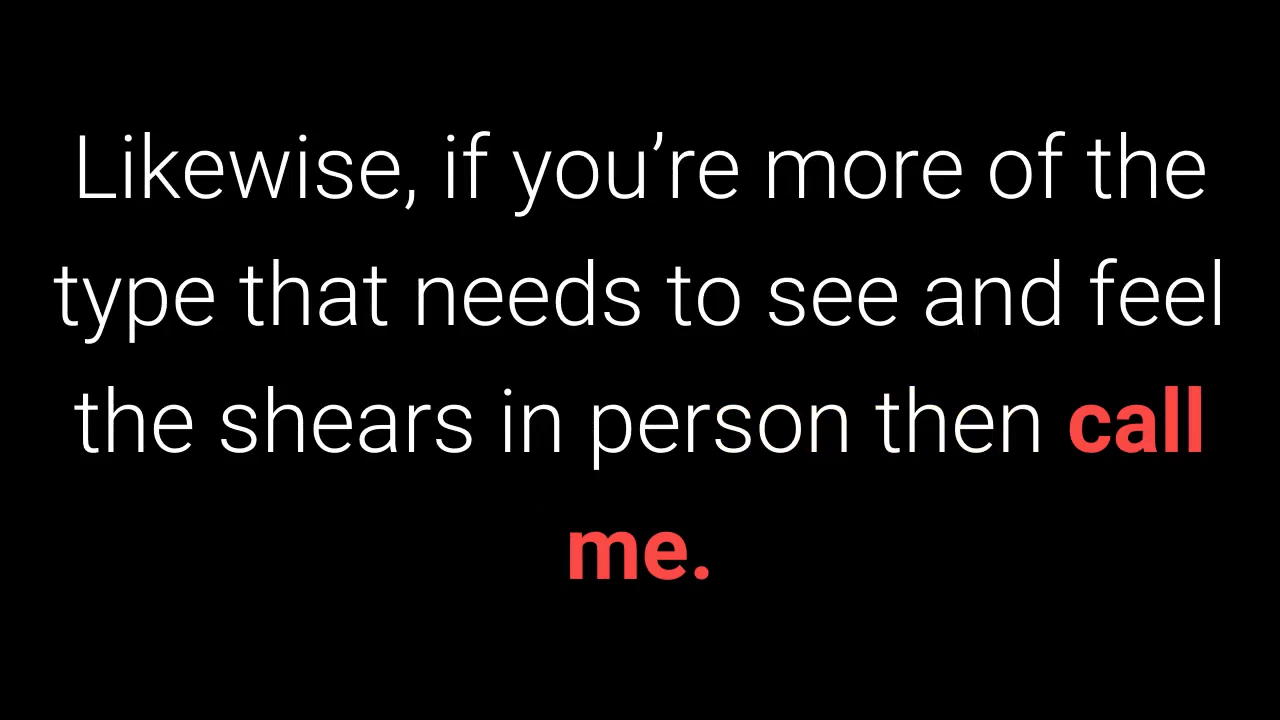 Likewise, if you’re more of the
type that needs to see and feel
the shears in person then call
me.